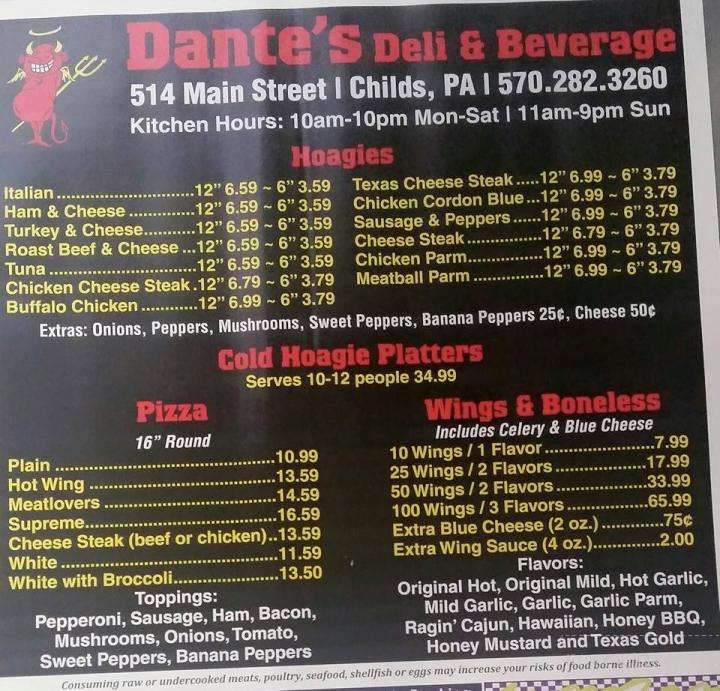 Dante's Deli & Beverage
514 Main Street | Childs, PA | 570.282.3260
Kitchen Hours: 10am-10pm Mon-Sat | 11am-9pm Sun
Hoagies
Italian ........................12” 6.59 ~ 6” 3.59
Ham & Cheese ............12” 6.59 ~ 6” 3.59
Turkey & Cheese.........12” 6.59 ~ 6” 3.59
Roast Beef & Cheese ...12” 6.59 ~ 6” 3.59
Tuna..........................12” 6.59 ~ 6” 3.59
Chicken Cheese Steak .12” 6.79 ~ 6” 3.79
Buffalo Chicken ..........12” 6.99 ~ 6” 3.79
Texas Cheese Steak .....12” 6.99 ~ 6” 3.79
Chicken Cordon Blue ...12” 6.99 ~ 6” 3.79
Sausage & Peppers ......12” 6.99 ~ 6” 3.79
Cheese Steak.............12” 6.79 ~ 6” 3.79
Chicken Parm.............12” 6.99 ~ 6” 3.79
Meatball Parm ............12” 6.99 ~ 6” 3.79
Extras: Onions, Peppers, Mushrooms, Sweet Peppers, Banana Peppers 25¢, Cheese 50¢
Cold Hoagie Platters
Serves 10-12 people 34.99
Pizza
16” Round
Plain ........................................10.99
Hot Wing ..................................13.59
Meatlovers ................................14.59
Supreme...................................16.59
Cheese Steak (beef or chicken)..13.59
White .......................................11.59
White with Broccoli...................13.50
Toppings:
Pepperoni, Sausage, Ham, Bacon,
Mushrooms, Onions, Tomato,
Sweet Peppers, Banana Peppers
Wings & Boneless
Includes Celery & Blue Cheese
10 Wings / 1 Flavor ....................7.99
25 Wings / 2 Flavors .................17.99
50 Wings / 2 Flavors .................33.99
100 Wings / 3 Flavors ...............65.99
Extra Blue Cheese (2 oz.) ...........75¢
Extra Wing Sauce (4 oz.)............2.00
Flavors:
Original Hot, Original Mild, Hot Garlic,
Mild Garlic, Garlic, Garlic Parm,
Ragin' Cajun, Hawaiian, Honey BBQ,
Honey Mustard and Texas Gold
Consuming raw or undercooked meats, poultry, seafood, shellfish or eggs may increase your risks of food borne illness.